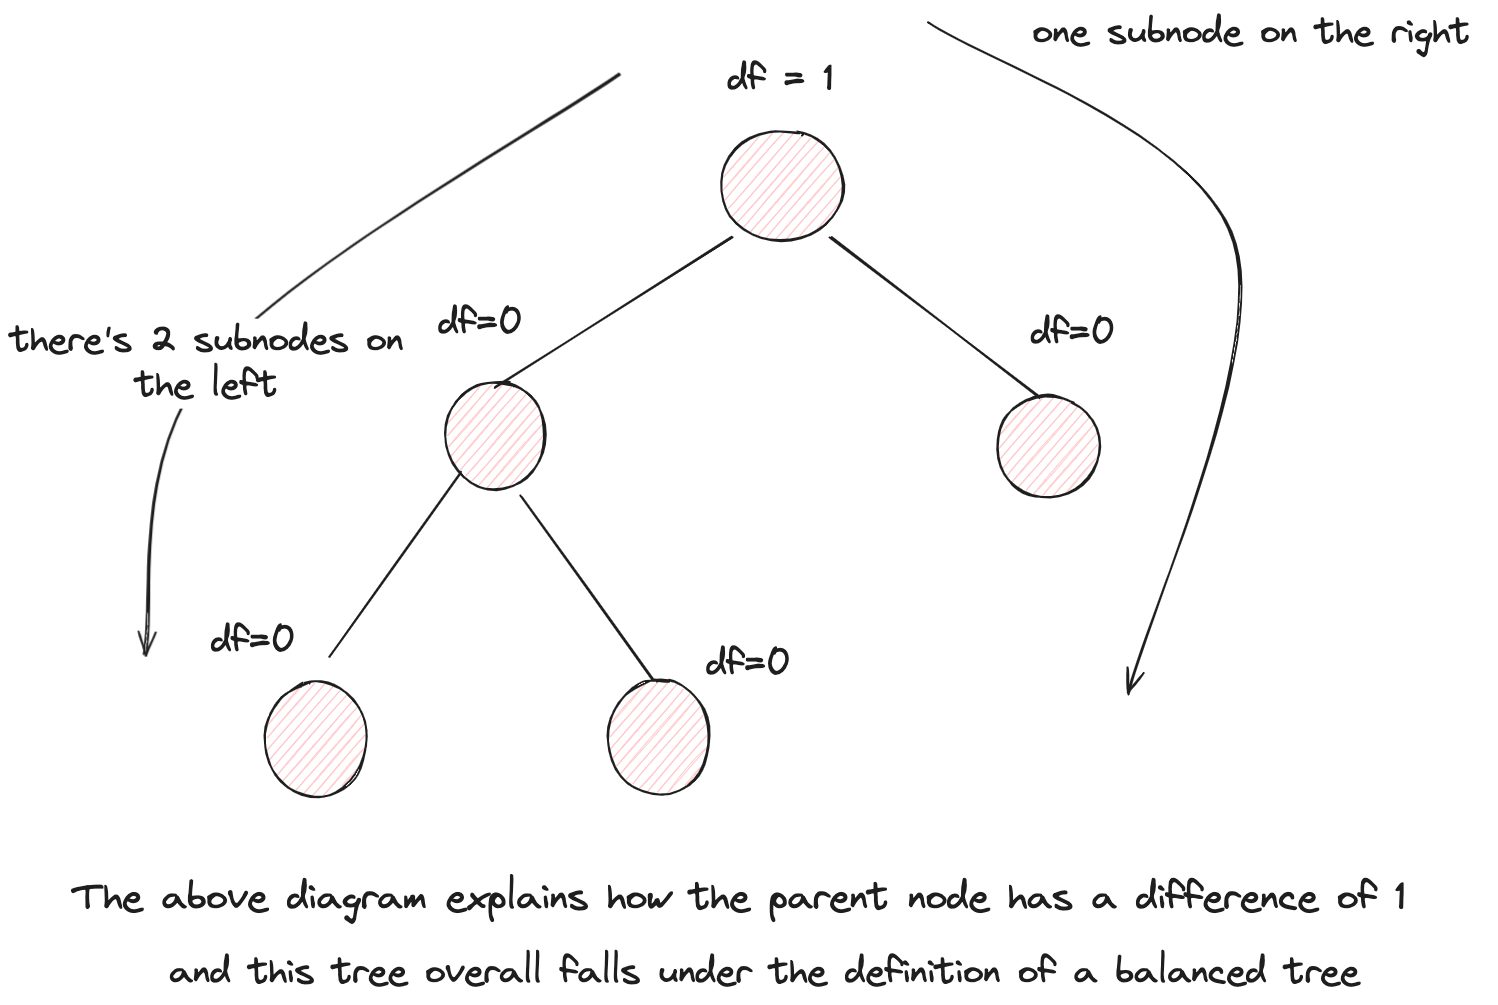 one subnode on the right
df = 1
there's 2 subnodes on
the left
df=0
df=0
df=0
df=0
The above diagram explains how the parent node has a difference of 1
and this tree overall falls under the definition of a balanced tree